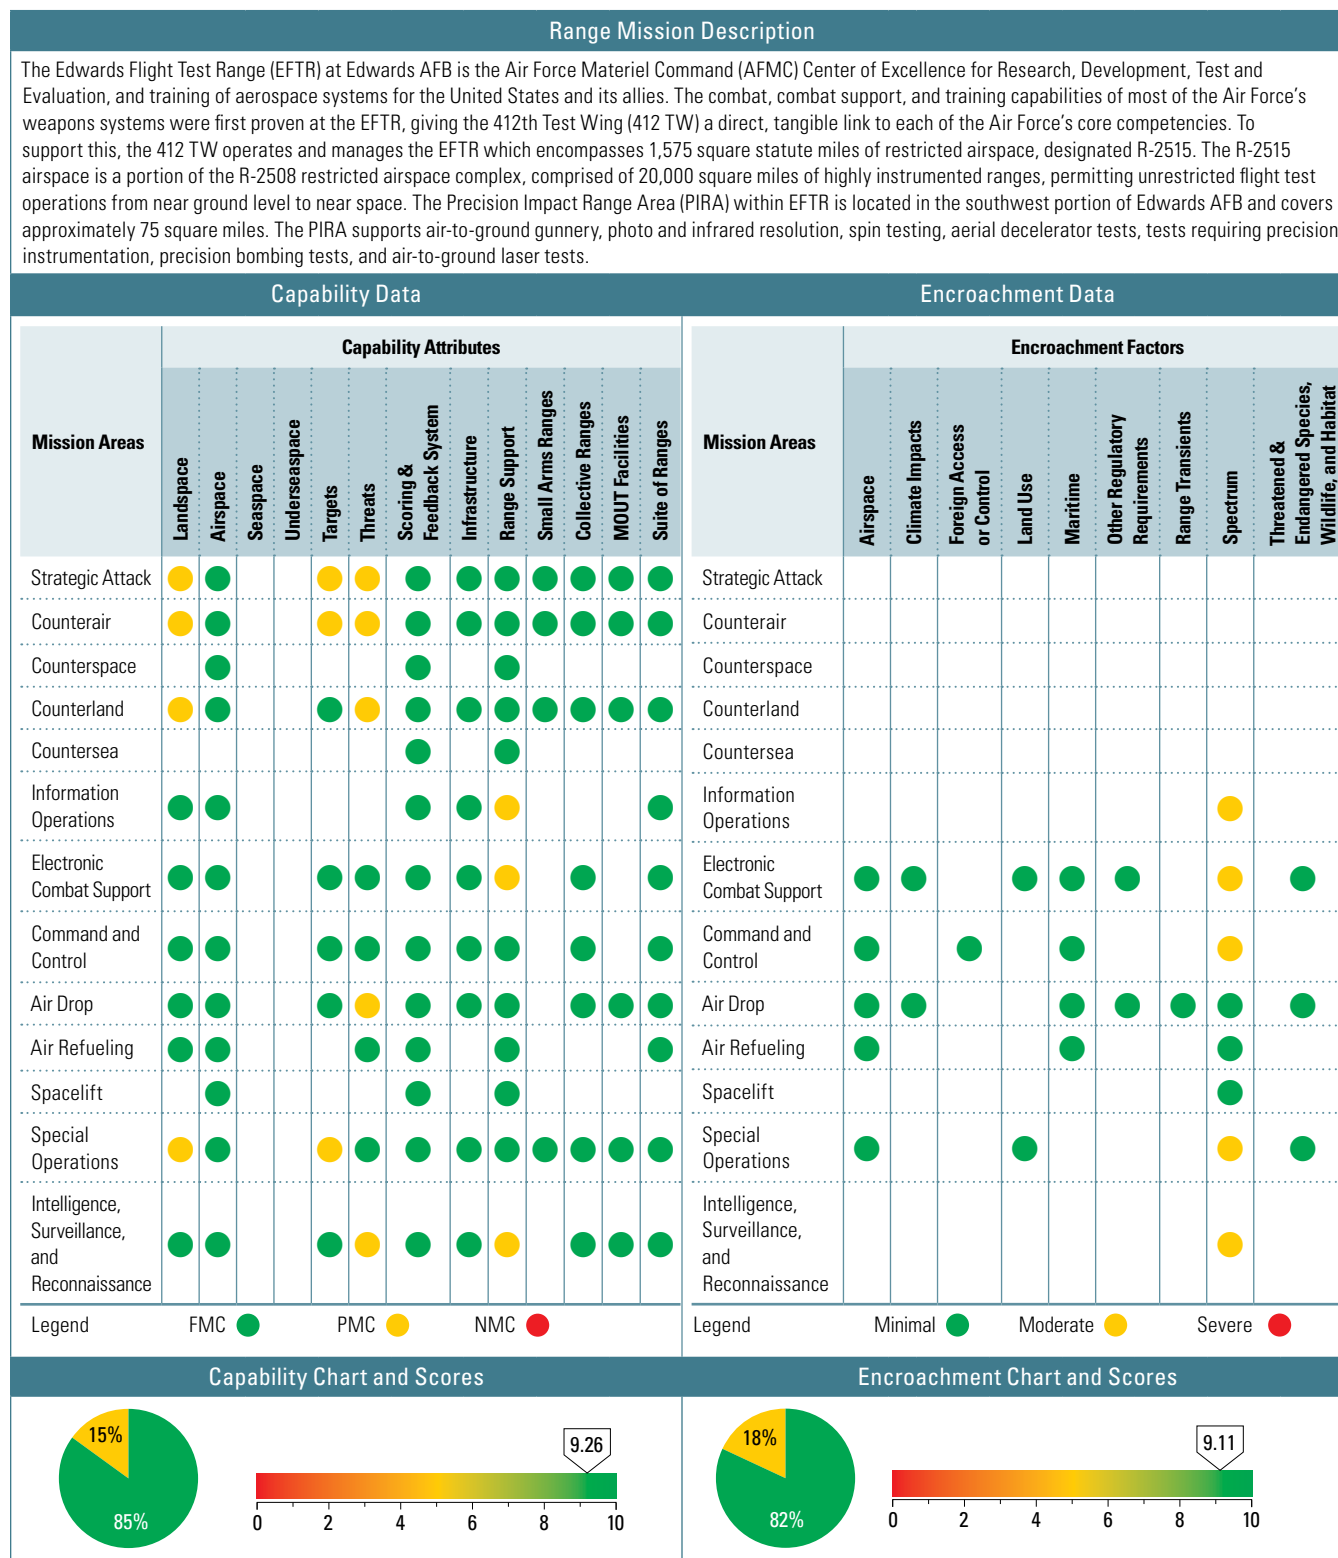 Range Mission Description
The Edwards Flight Test Range (EFTR) at Edwards AFB is the Air Force Materiel Command (AFMC) Center of Excellence for Research, Development, Test and
Evaluation, and training of aerospace systems for the United States and its allies. The combat, combat support, and training capabilities of most of the Air Force's
weapons systems were first proven at the EFTR, giving the 412th Test Wing (412 TW) a direct, tangible link to each of the Air Force's core competencies. To
support this, the 412 TW operates and manages the EFTR which encompasses 1,575 square statute miles of restricted airspace, designated R-2515. The R-2515
airspace is a portion of the R-2508 restricted airspace complex, comprised of 20,000 square miles of highly instrumented ranges, permitting unrestricted flight test
operations from near ground level to near space. The Precision Impact Range Area (PIRA) within EFTR is located in the southwest portion of Edwards AFB and covers
approximately 75 square miles. The PIRA supports air-to-ground gunnery, photo and infrared resolution, spin testing, aerial decelerator tests, tests requiring precision
instrumentation, precision bombing tests, and air-to-ground laser tests.
Capability Data
Mission Areas
Capability Attributes
Landspace
Airspace
Seaspace
Underseaspace
Targets
Threats
Scoring &
Feedback System
Infrastructure
Range Support
Small Arms Ranges
Collective Ranges
MOUT Facilities
Suite of Ranges
Strategic Attack
Counterair
Counterspace
Counterland
Countersea
Information
Operations
Electronic
Combat Support
Command and
Control
Air Drop
Air Refueling
Spacelift
Special
Operations
Intelligence,
Surveillance,
and
Reconnaissance
Legend FMC PMC NMC
Encroachment Data
Mission Areas
Encroachment Factors
Airspace
Climate Impacts
Foreign Access
or Control
Land Use
Maritime
Other Regulatory
Requirements
Range Transients
Spectrum
Threatened &
Endangered Species,
Wildlife, and Habitat
Strategic Attack
Counterair
Counterspace
Counterland
Countersea
Information
Operations
Electronic
Combat Support
Command and
Control
Air Drop
Air Refueling
Spacelift
Special
Operations
Intelligence,
Surveillance,
and
Reconnaissance
Legend Minimal Moderate Severe
Capability Chart and Scores
15%
85%
9.26
0 2 4 6 8 10
Encroachment Chart and Scores
18%
82%
9.11
0 2 4 6 8 10